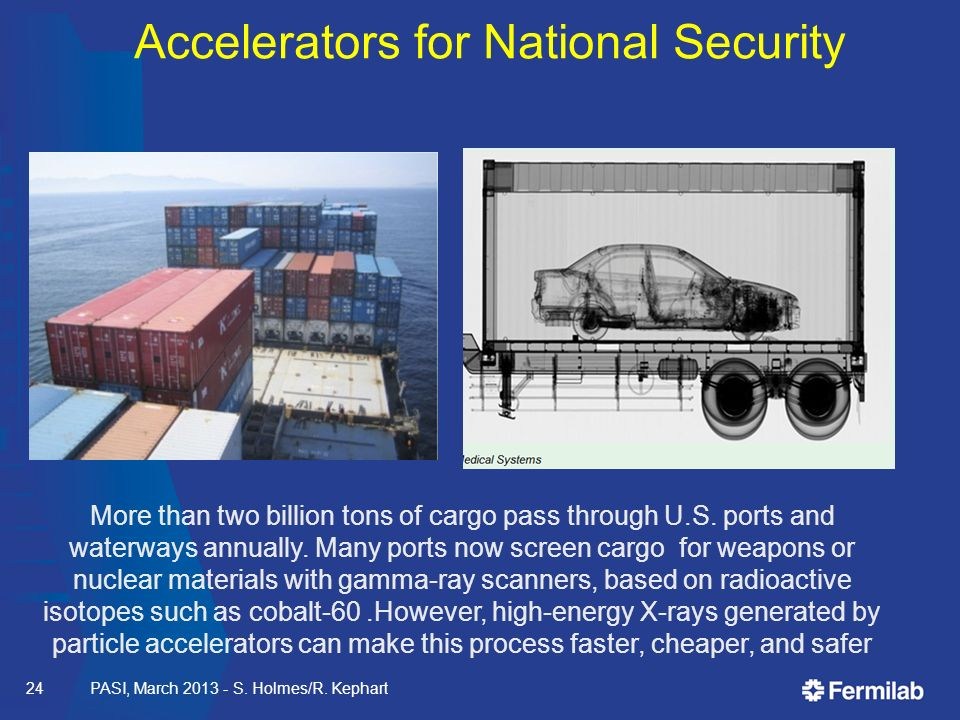 Accelerators for National Security
Medical Systems
More than two billion tons of cargo pass through U.S. ports and
waterways annually. Many ports now screen cargo  for weapons or
nuclear materials with gamma-ray scanners, based on radioactive
isotopes such as cobalt-60 .However, high-energy X-rays generated by
particle accelerators can make this process faster, cheaper, and safer
24 PASI, March 2013 - S. Holmes/R. Kephart
Fermilab